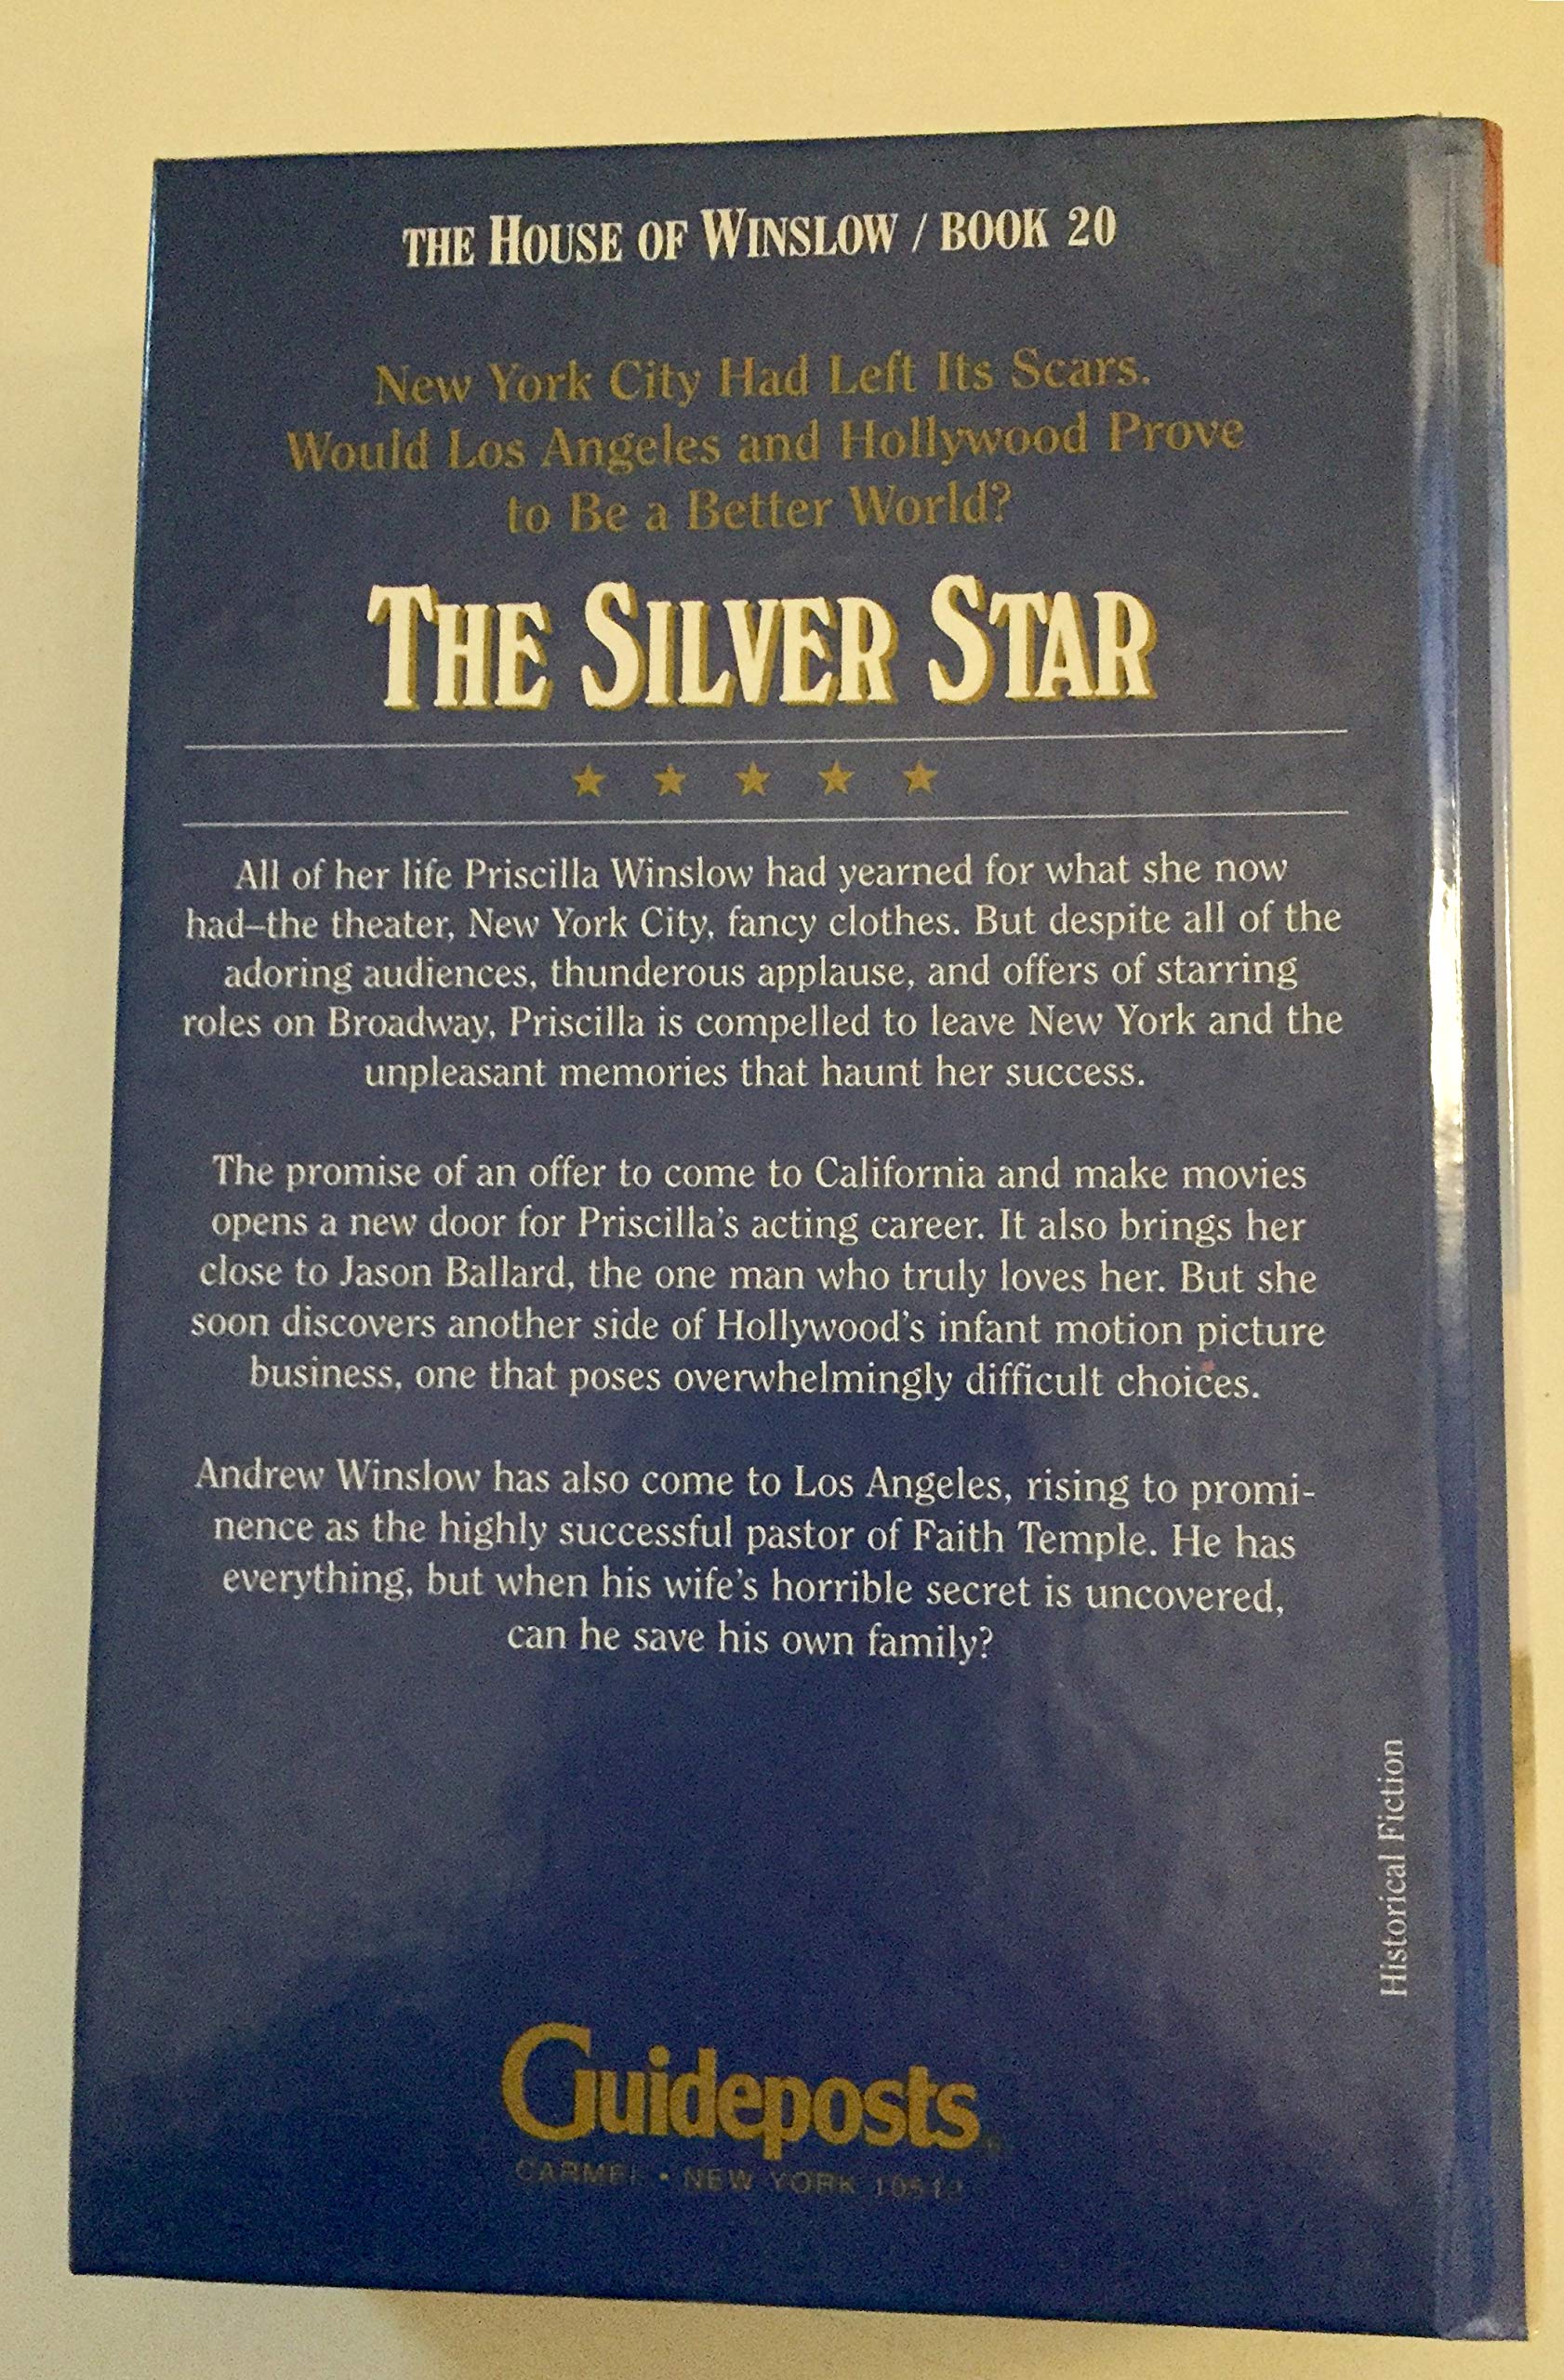 THE HOUSE OF WINSLOW / BOOK 20
New York City Had Left Its Scars.
Would Los Angeles and Hollywood Prove
to Be a Better World?
THE SILVER STAR
All of her life Priscilla Winslow had yearned for what she now
had–the theater, New York City, fancy clothes. But despite all of the
adoring audiences, thunderous applause, and offers of starring
roles on Broadway, Priscilla is compelled to leave New York and the
unpleasant memories that haunt her success.
The promise of an offer to come to California and make movies
opens a new door for Priscilla's acting career. It also brings her
close to Jason Ballard, the one man who truly loves her. But she
soon discovers another side of Hollywood's infant motion picture
business, one that poses overwhelmingly difficult choices.
Andrew Winslow has also come to Los Angeles, rising to promi-
nence as the highly successful pastor of Faith Temple. He has
everything, but when his wife's horrible secret is uncovered,
can he save his own family?
Historical Fiction
Guideposts
CARMEL • NEW YORK